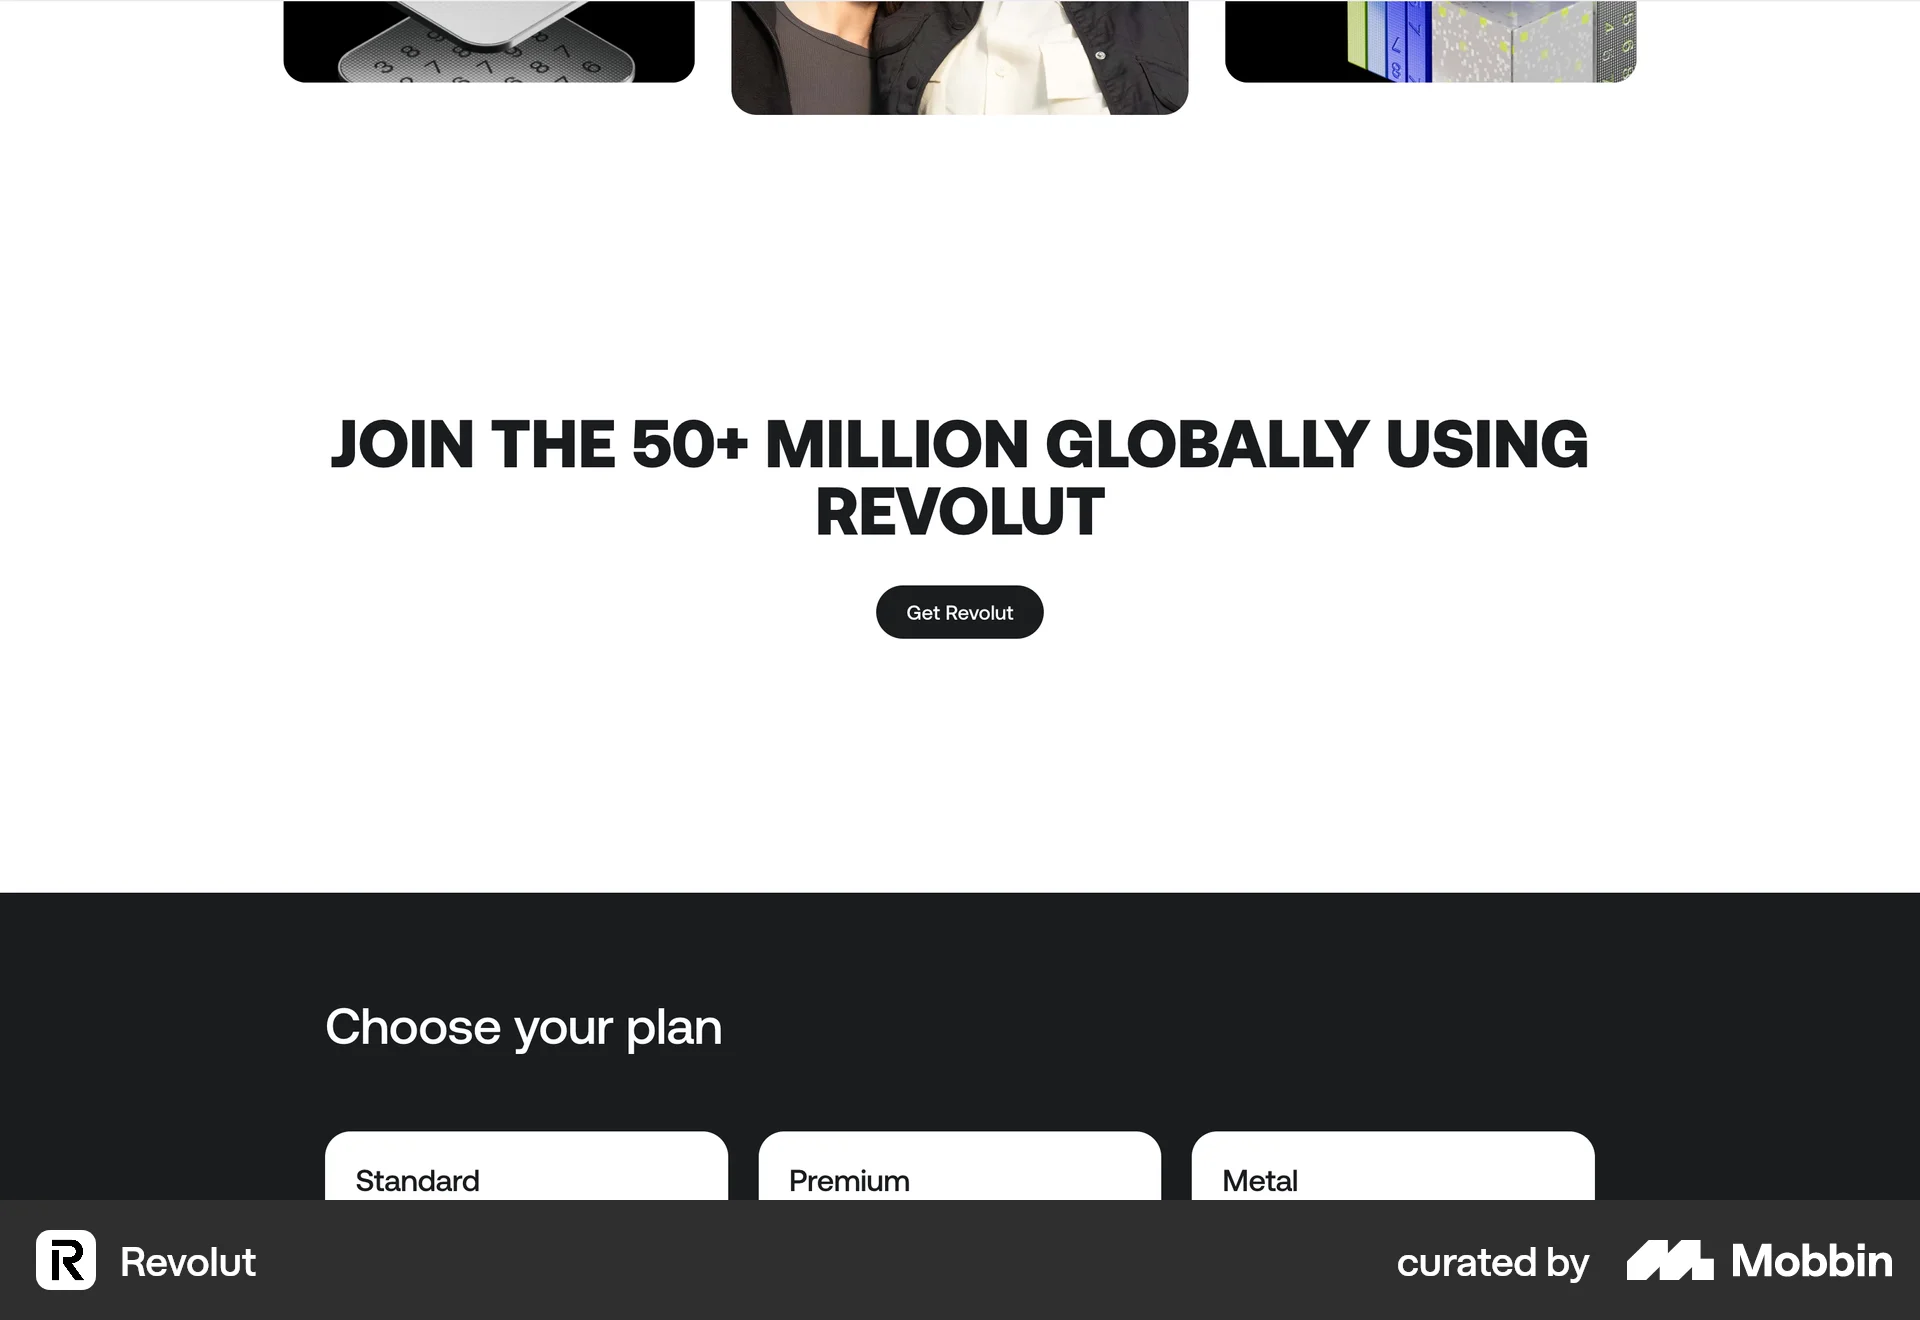 JOIN THE 50+ MILLION GLOBALLY USING
REVOLUT
Get Revolut
Choose your plan
Standard
Premium
Metal
Revolut
curated by Mobbin